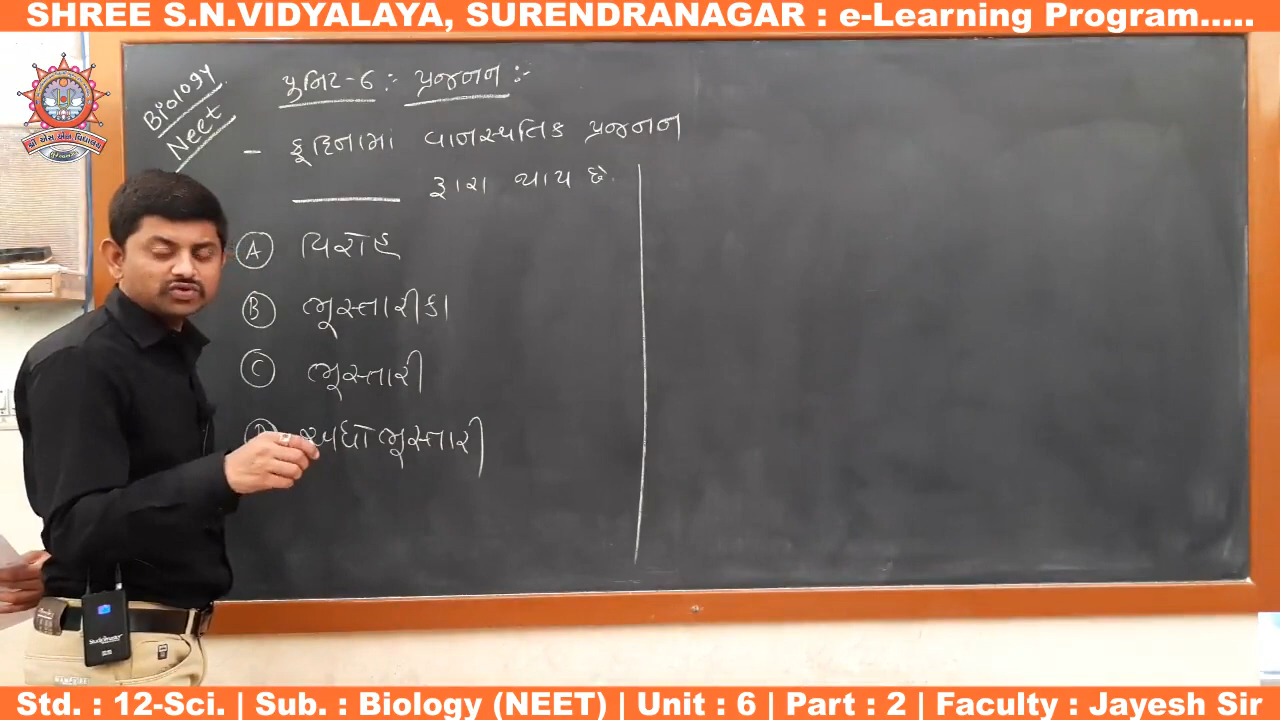 SHREE S.N.VIDYALAYA, SURENDRANAGAR : e-Learning Program.....
Biology
Neet
યુનિટ-6 :- પ્રજનન :-
- ફૂદિનામાં વાનસ્પતિક પ્રજનન
________ દ્વારા થાય છે.
(A) વિરોહ
(B) ભૂસ્તારીકા
(C) ભૂસ્તારી
(D) અધોભૂસ્તારી
Std. : 12-Sci. | Sub. : Biology (NEET) | Unit : 6 | Part : 2 | Faculty : Jayesh Sir